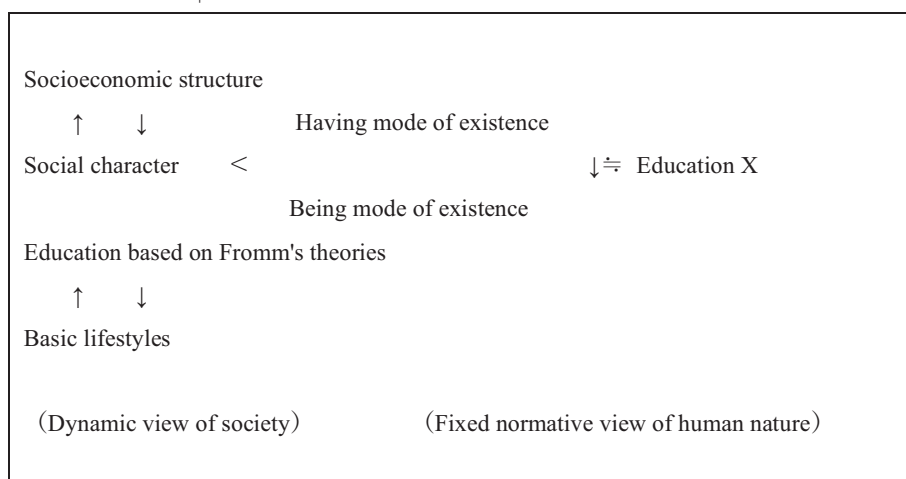 Socioeconomic structure
↑ ↓ Having mode of existence
Social character < ↓≒ Education X
Being mode of existence
Education based on Fromm's theories
↑ ↓
Basic lifestyles
(Dynamic view of society) (Fixed normative view of human nature)